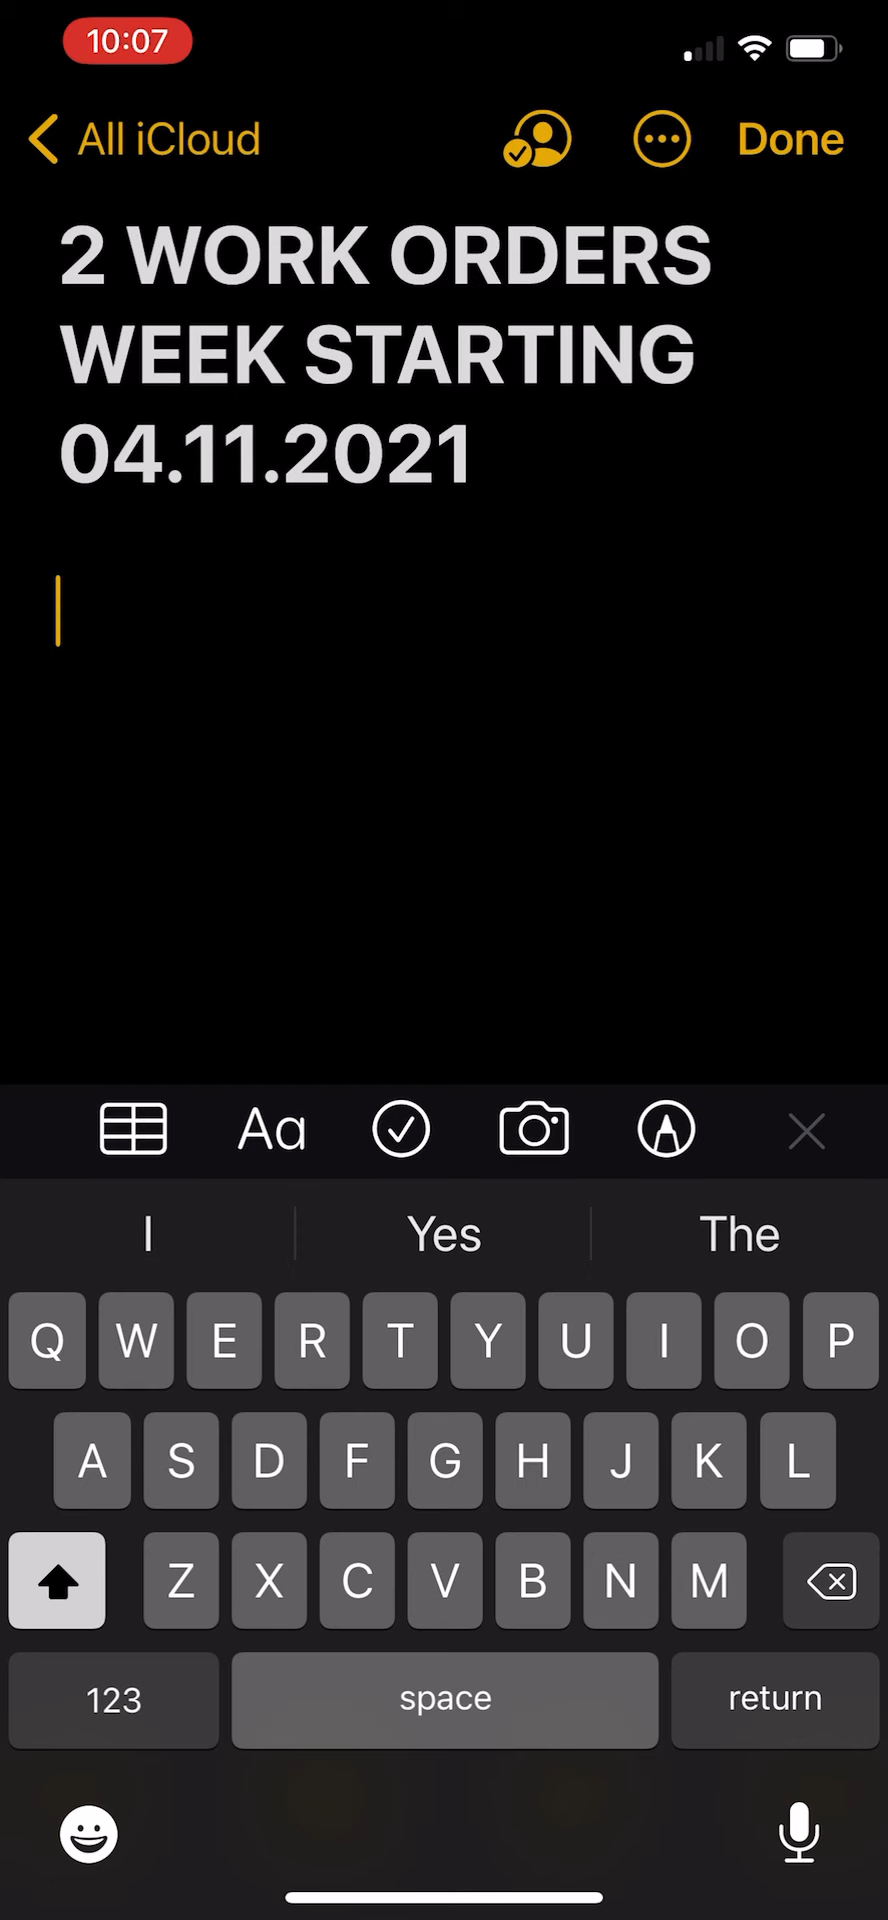 10:07
All iCloud Done
2 WORK ORDERS
WEEK STARTING
04.11.2021
Aa
I Yes The
Q W E R T Y U I O P
A S D F G H J K L
Z X C V B N M
123 space return